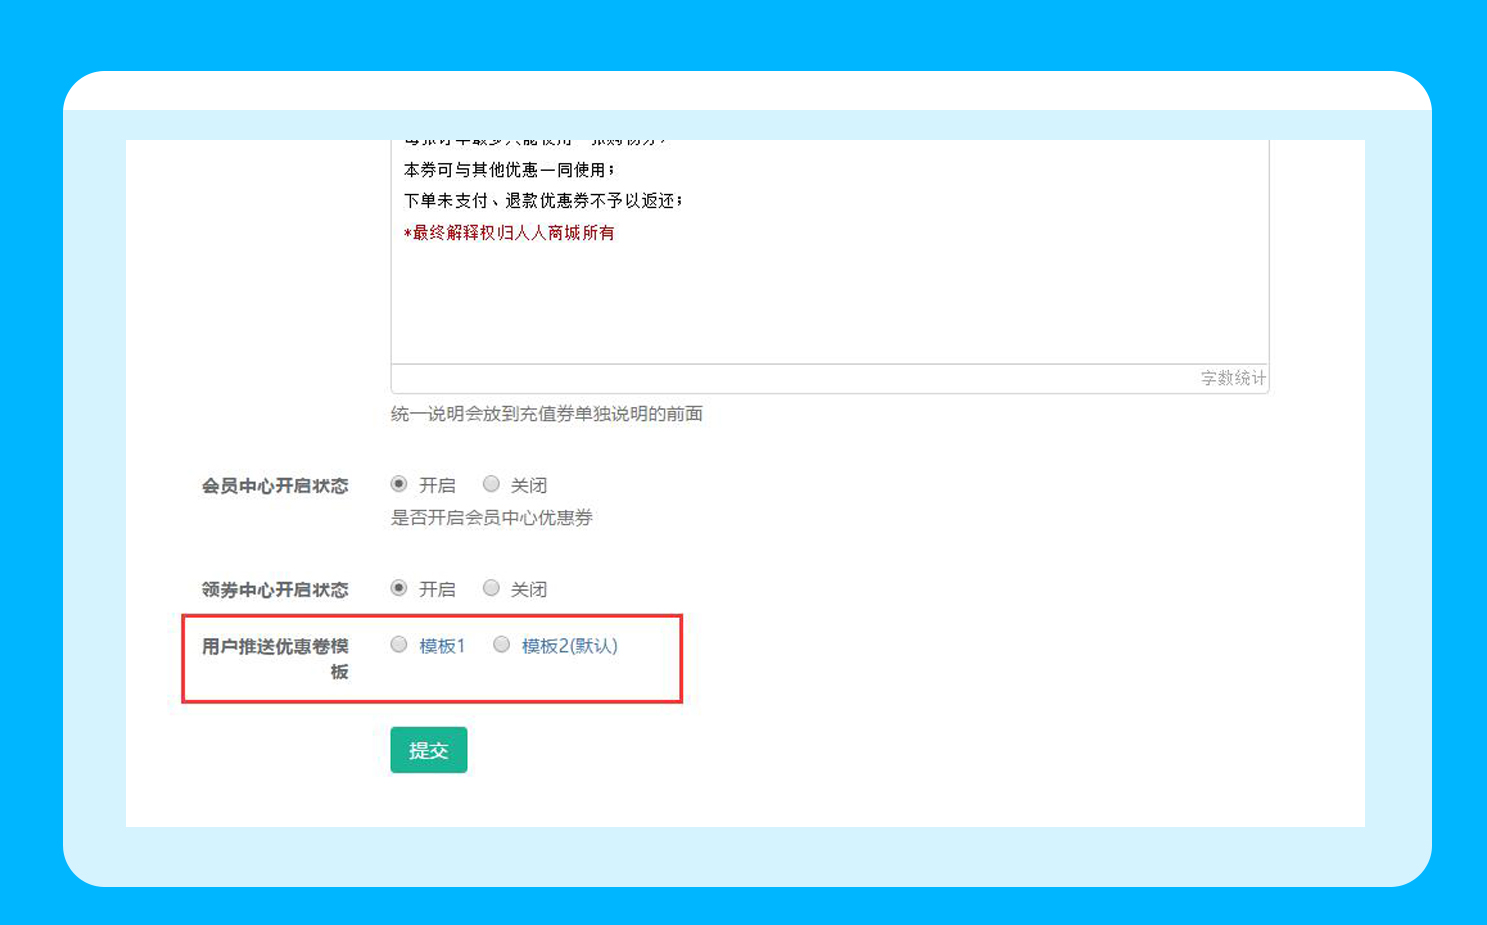 本券可与其他优惠一同使用；
下单未支付、退款优惠券不予以返还；
*最终解释权归人人商城所有
字数统计
统一说明会放到充值券单独说明的前面
会员中心开启状态 开启 关闭
是否开启会员中心优惠券
领券中心开启状态 开启 关闭
用户推送优惠卷模 模板1 模板2(默认)
板
提交